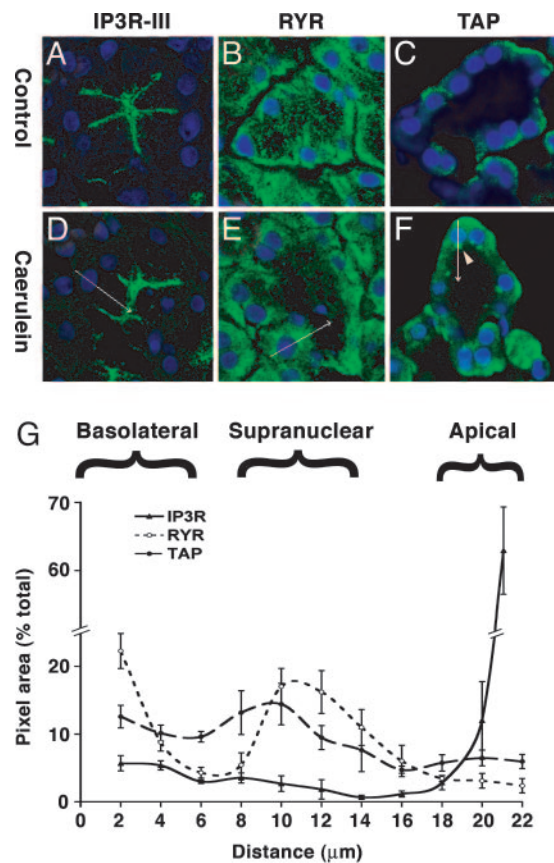 IP3R-III RYR TAP
Control
A B C
Caerulein
D E F
G
Basolateral Supranuclear Apical
IP3R
RYR
TAP
Pixel area (% total)
70
60
20
10
0
0 2 4 6 8 10 12 14 16 18 20 22
Distance (μm)